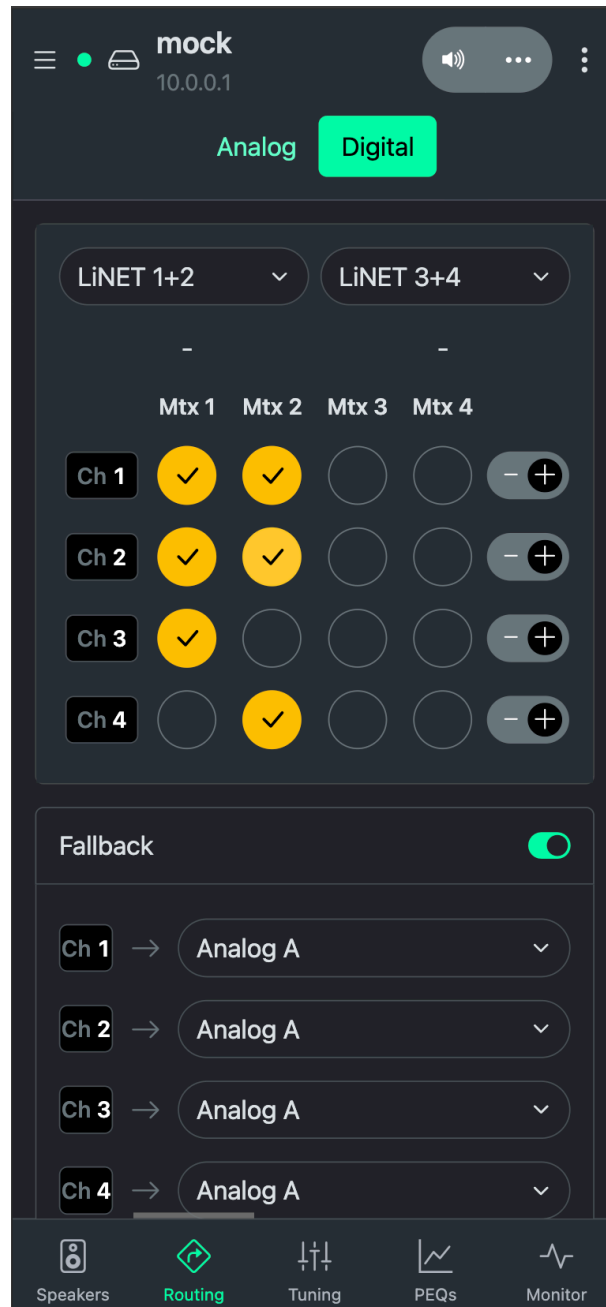 mock
10.0.0.1
Analog Digital
LiNET 1+2 LiNET 3+4
- -
Mtx 1 Mtx 2 Mtx 3 Mtx 4
Ch 1 - +
Ch 2 - +
Ch 3 - +
Ch 4 - +
Fallback
Ch 1 → Analog A
Ch 2 → Analog A
Ch 3 → Analog A
Ch 4 → Analog A
Speakers Routing Tuning PEQs Monitor